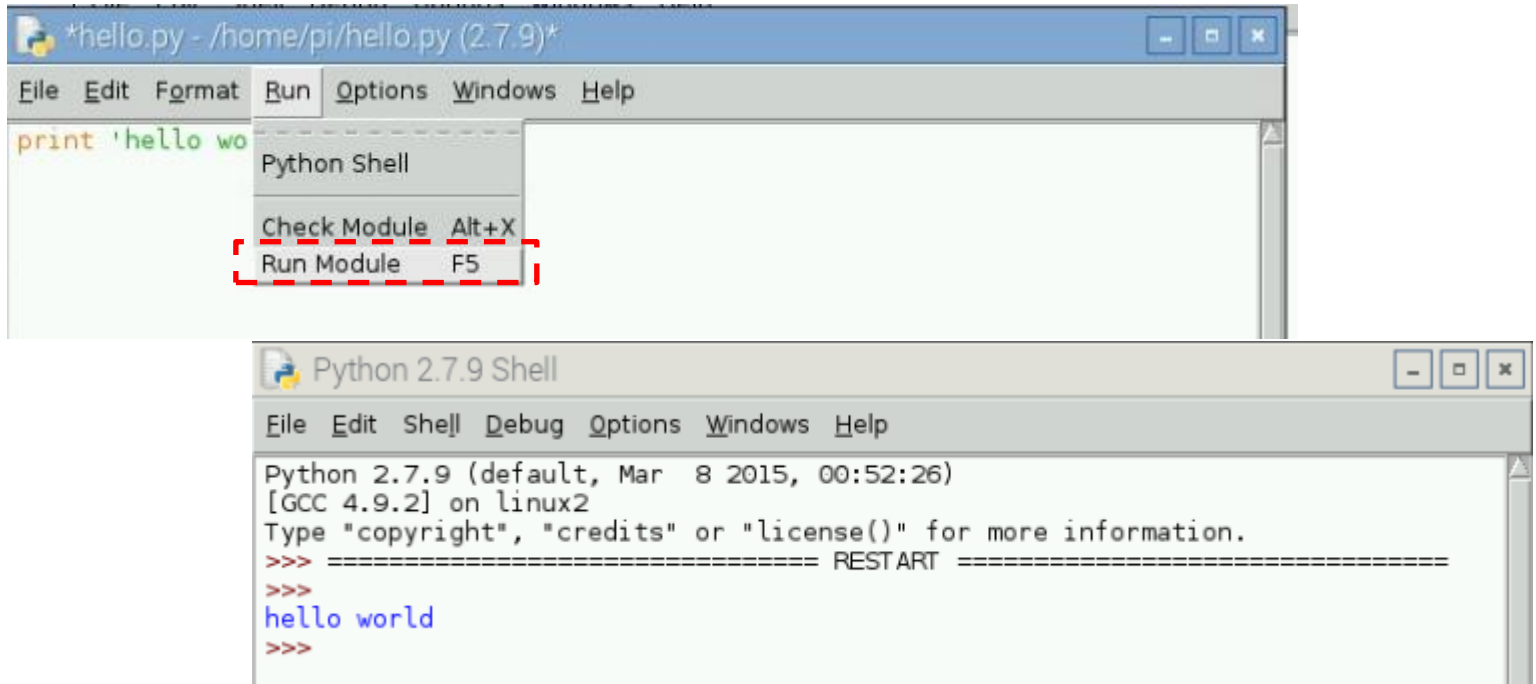 *hello.py - /home/pi/hello.py (2.7.9)*
File Edit Format Run Options Windows Help
print 'hello wo
Python Shell
Check Module Alt+X
Run Module F5
Python 2.7.9 Shell
File Edit Shell Debug Options Windows Help
Python 2.7.9 (default, Mar  8 2015, 00:52:26)
[GCC 4.9.2] on linux2
Type "copyright", "credits" or "license()" for more information.
>>> ================================ RESTART ================================
>>>
hello world
>>>